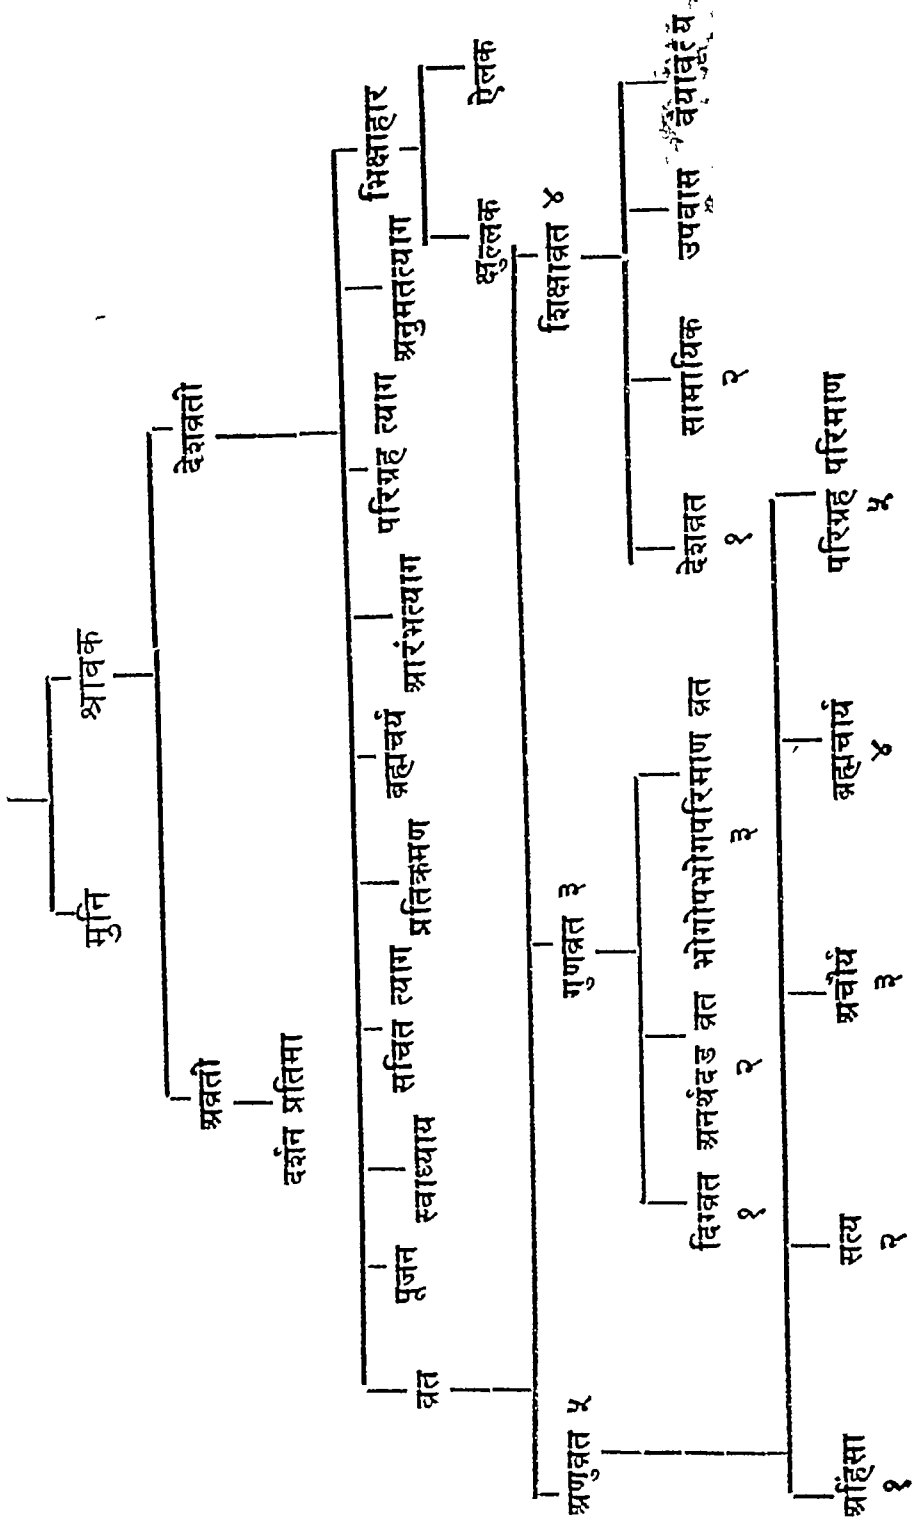 मुनि श्रावक
अव्रती देशव्रती
दर्शन प्रतिमा
व्रत पूजन स्वाध्याय सचित त्याग प्रतिक्रमण ब्रह्मचर्य आरंभत्याग परिग्रह त्याग अनुमतत्याग भिक्षाहार
क्षुल्लक ऐलक
अणुव्रत ५ गुणव्रत ३ शिक्षाव्रत ४
दिग्व्रत अनर्थदंड व्रत भोगोपभोगपरिमाण व्रत देशव्रत सामायिक उपवास वैयावृत्य
१ २ ३ १ २
अहिंसा सत्य अचौर्य ब्रह्मचार्य परिग्रह परिमाण
१ २ ३ ४ ५